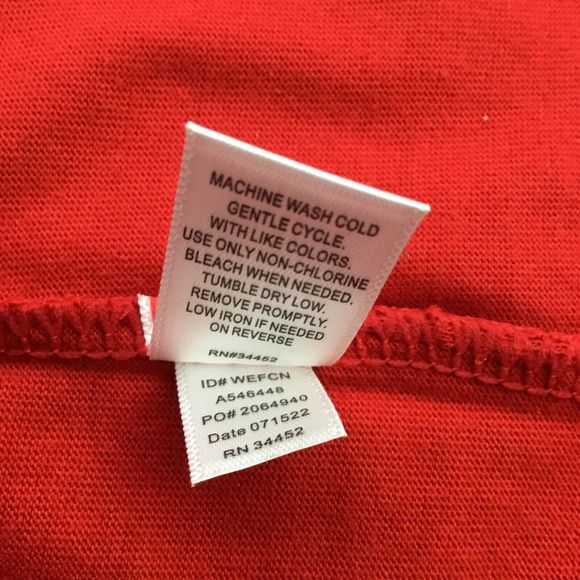 MACHINE WASH COLD
GENTLE CYCLE.
WITH LIKE COLORS.
USE ONLY NON-CHLORINE
BLEACH WHEN NEEDED.
TUMBLE DRY LOW.
REMOVE PROMPTLY.
LOW IRON IF NEEDED
ON REVERSE
RN#34452
ID# WEFCN
A546448
PO# 2064940
Date 071522
RN 34452